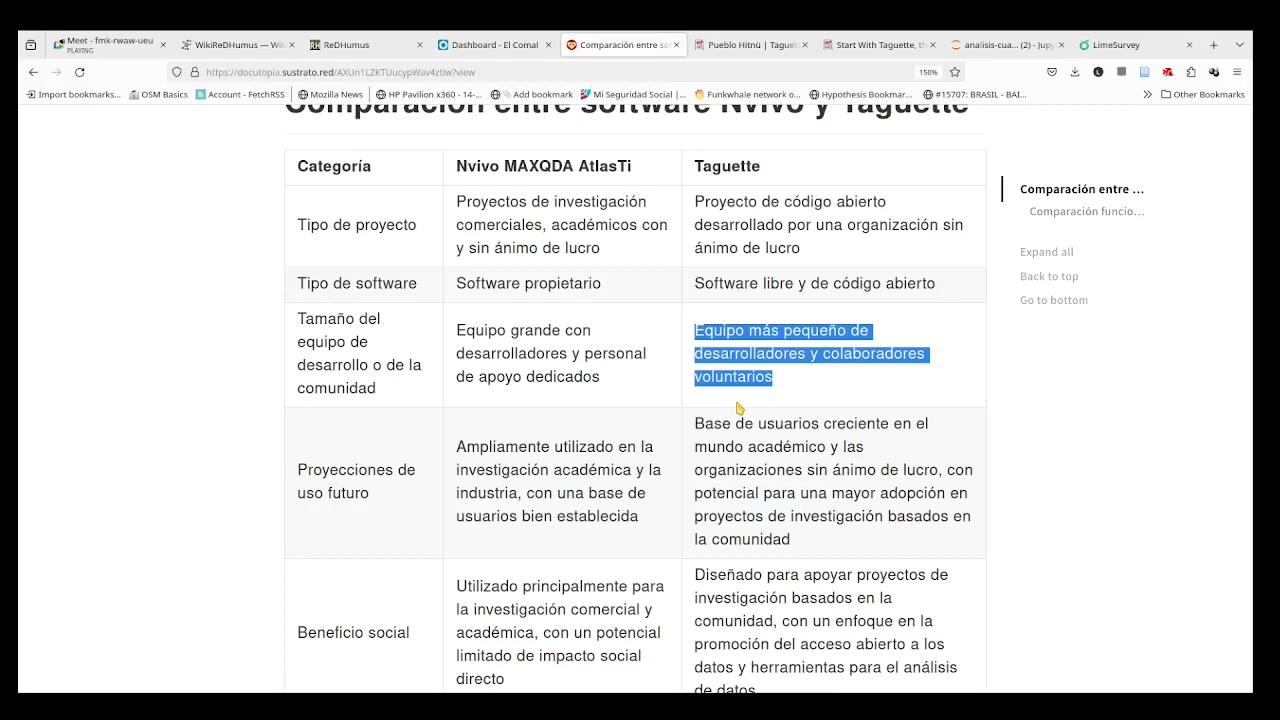 Meet - fmk-rwaw-ueu
PLAYING
WikiReDHumus — Wi
ReDHumus
Dashboard - El Comal
Comparación entre so
Pueblo Hitnü | Taguet
Start With Taguette, th
analisis-cua... (2) - Jupy
LimeSurvey
https://docutopia.sustrato.red/AXUn1LZKTUucypWav4ztiw?view
150%
Import bookmarks...
OSM Basics
Account - FetchRSS
Mozilla News
HP Pavilion x360 - 14-...
Add bookmark
Mi Seguridad Social |...
Funkwhale network o...
Hypothesis Bookmar...
#15707: BRASIL - BAI...
Other Bookmarks
Comparación entre software Nvivo y Taguette
Categoría
Nvivo MAXQDA AtlasTi
Taguette
Tipo de proyecto
Proyectos de investigación
comerciales, académicos con
y sin ánimo de lucro
Proyecto de código abierto
desarrollado por una organización sin
ánimo de lucro
Tipo de software
Software propietario
Software libre y de código abierto
Tamaño del
equipo de
desarrollo o de la
comunidad
Equipo grande con
desarrolladores y personal
de apoyo dedicados
Equipo más pequeño de
desarrolladores y colaboradores
voluntarios
Proyecciones de
uso futuro
Ampliamente utilizado en la
investigación académica y la
industria, con una base de
usuarios bien establecida
Base de usuarios creciente en el
mundo académico y las
organizaciones sin ánimo de lucro, con
potencial para una mayor adopción en
proyectos de investigación basados en
la comunidad
Beneficio social
Utilizado principalmente para
la investigación comercial y
académica, con un potencial
limitado de impacto social
directo
Diseñado para apoyar proyectos de
investigación basados en la
comunidad, con un enfoque en la
promoción del acceso abierto a los
datos y herramientas para el análisis
de datos
Comparación entre ...
Comparación funcio...
Expand all
Back to top
Go to bottom